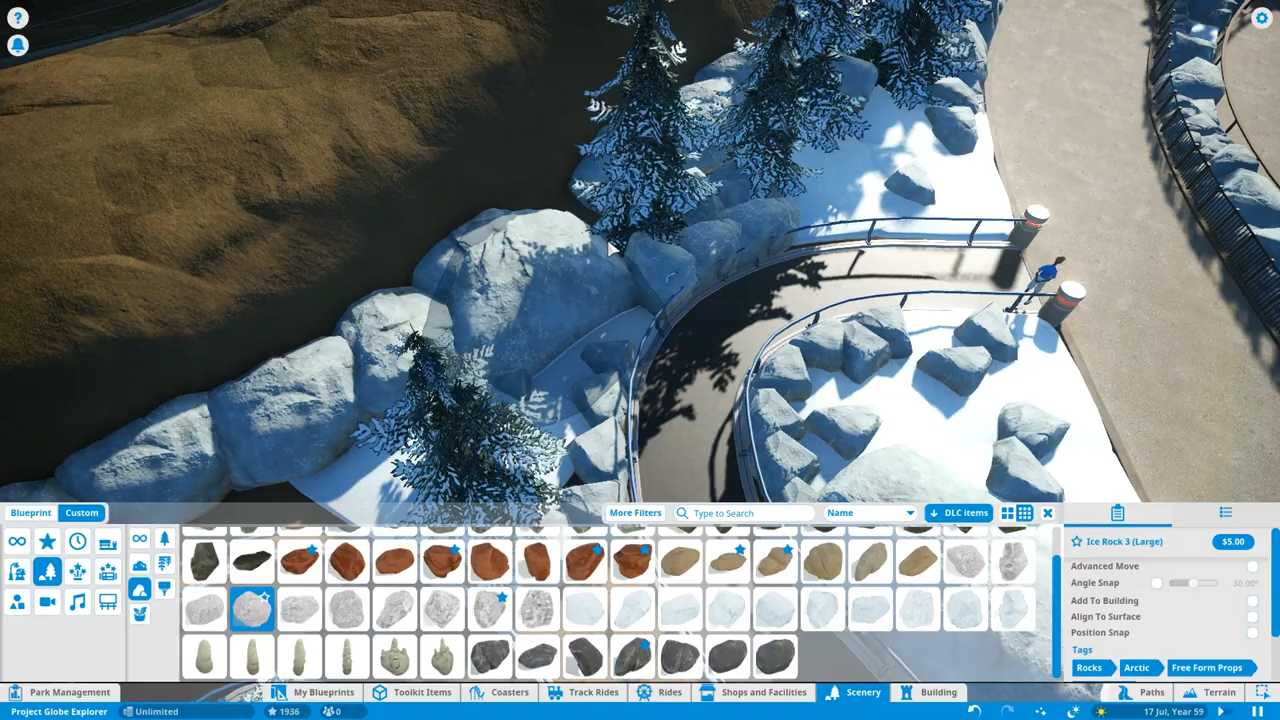 ?
Blueprint Custom More Filters Type to Search Name DLC items
Ice Rock 3 (Large) $5.00
Advanced Move
Angle Snap 30.00°
Add To Building
Align To Surface
Position Snap
Tags
Rocks Arctic Free Form Props
Park Management My Blueprints Toolkit Items Coasters Track Rides Rides Shops and Facilities Scenery Building Paths Terrain
Project Globe Explorer Unlimited 1936 0 17 Jul, Year 59